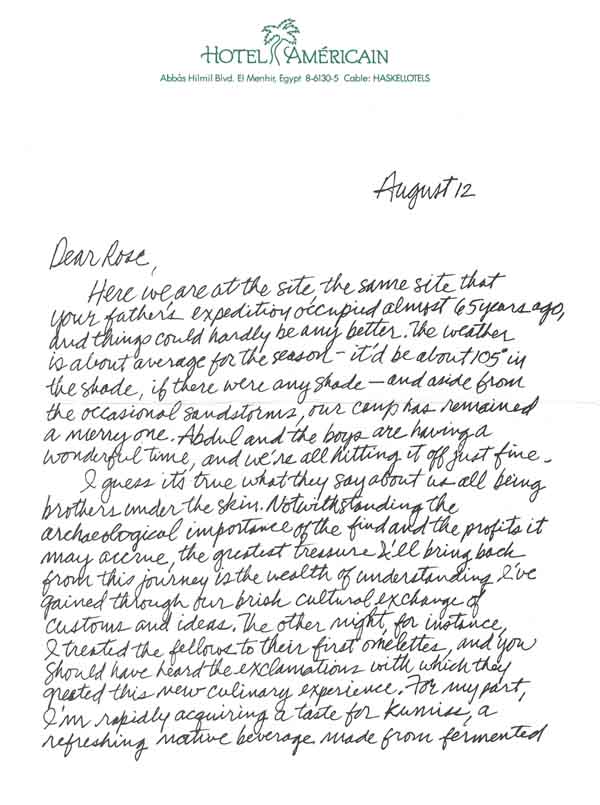 HOTEL AMÉRICAIN
Abbâs Hilmil Blvd. El Menhir, Egypt 8-6130-5 Cable: HASKELLOTELS
August 12
Dear Rose,
Here we are at the site, the same site that
your father's expedition occupied almost 65 years ago,
and things could hardly be any better. The weather
is about average for the season – it'd be about 105° in
the shade, if there were any shade – and aside from
the occasional sandstorms, our camp has remained
a merry one. Abdul and the boys are having a
wonderful time, and we're all hitting it off just fine.
I guess it's true what they say about us all being
brothers under the skin. Notwithstanding the
archaeological importance of the find and the profits it
may accrue, the greatest treasure I'll bring back
from this journey is the wealth of understanding I've
gained through our brisk cultural exchange of
customs and ideas. The other night, for instance,
I treated the fellows to their first omelettes, and you
should have heard the exclamations with which they
greeted this new culinary experience. For my part,
I'm rapidly acquiring a taste for Kumiss, a
refreshing native beverage made from fermented